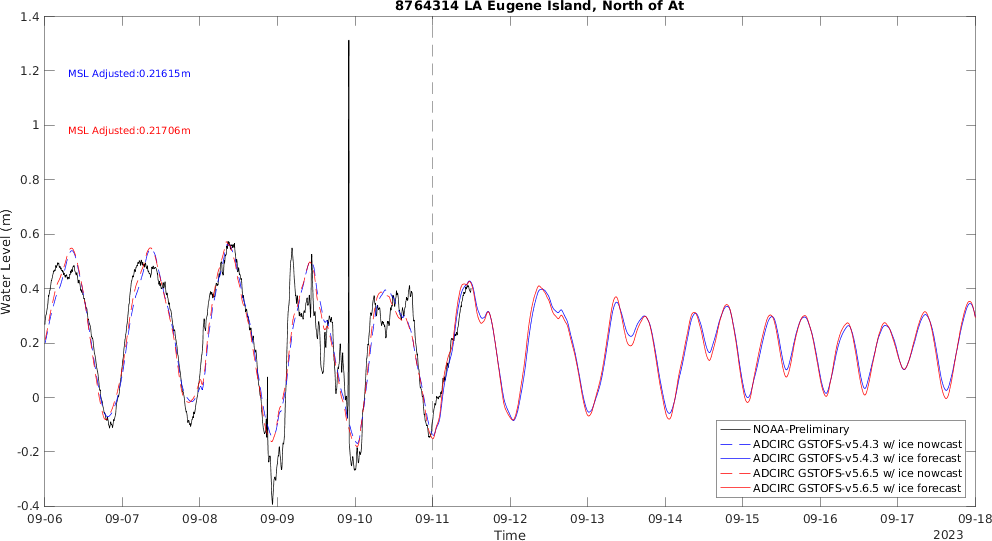 8764314 LA Eugene Island, North of At
1.4
1.2
1
0.8
0.6
0.4
0.2
0
-0.2
-0.4
Water Level (m)
MSL Adjusted:0.21615m
MSL Adjusted:0.21706m
NOAA-Preliminary
ADCIRC GSTOFS-v5.4.3 w/ ice nowcast
ADCIRC GSTOFS-v5.4.3 w/ ice forecast
ADCIRC GSTOFS-v5.6.5 w/ ice nowcast
ADCIRC GSTOFS-v5.6.5 w/ ice forecast
09-06 09-07 09-08 09-09 09-10 09-11 09-12 09-13 09-14 09-15 09-16 09-17 09-18
Time
2023